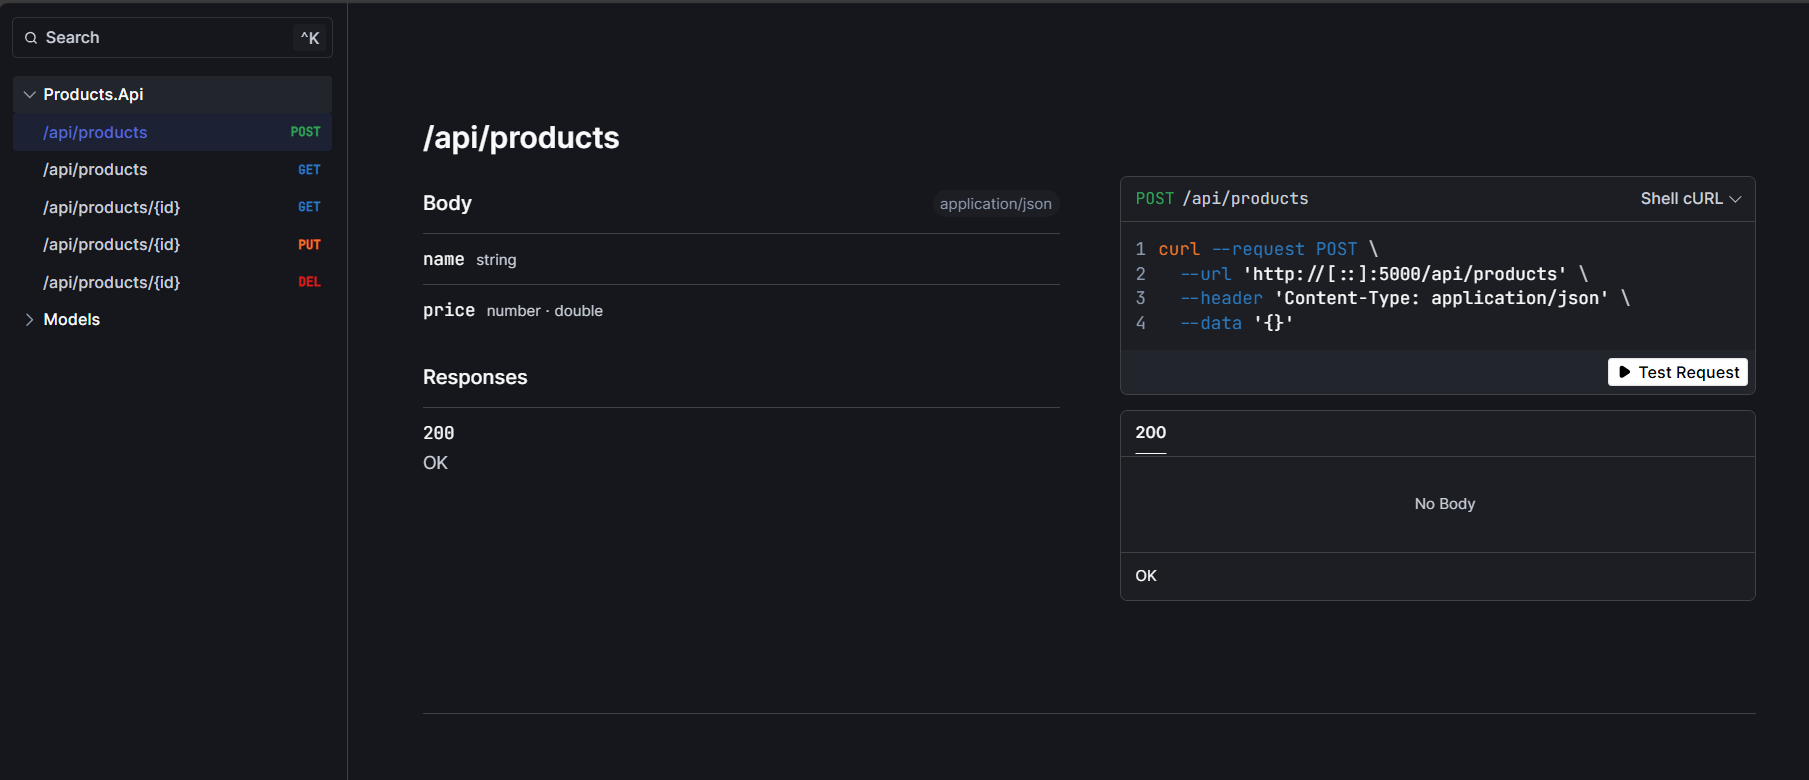 Search ^K
Products.Api
/api/products POST
/api/products GET
/api/products/{id} GET
/api/products/{id} PUT
/api/products/{id} DEL
Models
/api/products
Body application/json
name string
price number · double
Responses
200
OK
POST /api/products Shell cURL
1 curl --request POST \
2 --url 'http://[::]:5000/api/products' \
3 --header 'Content-Type: application/json' \
4 --data '{}'
Test Request
200
No Body
OK